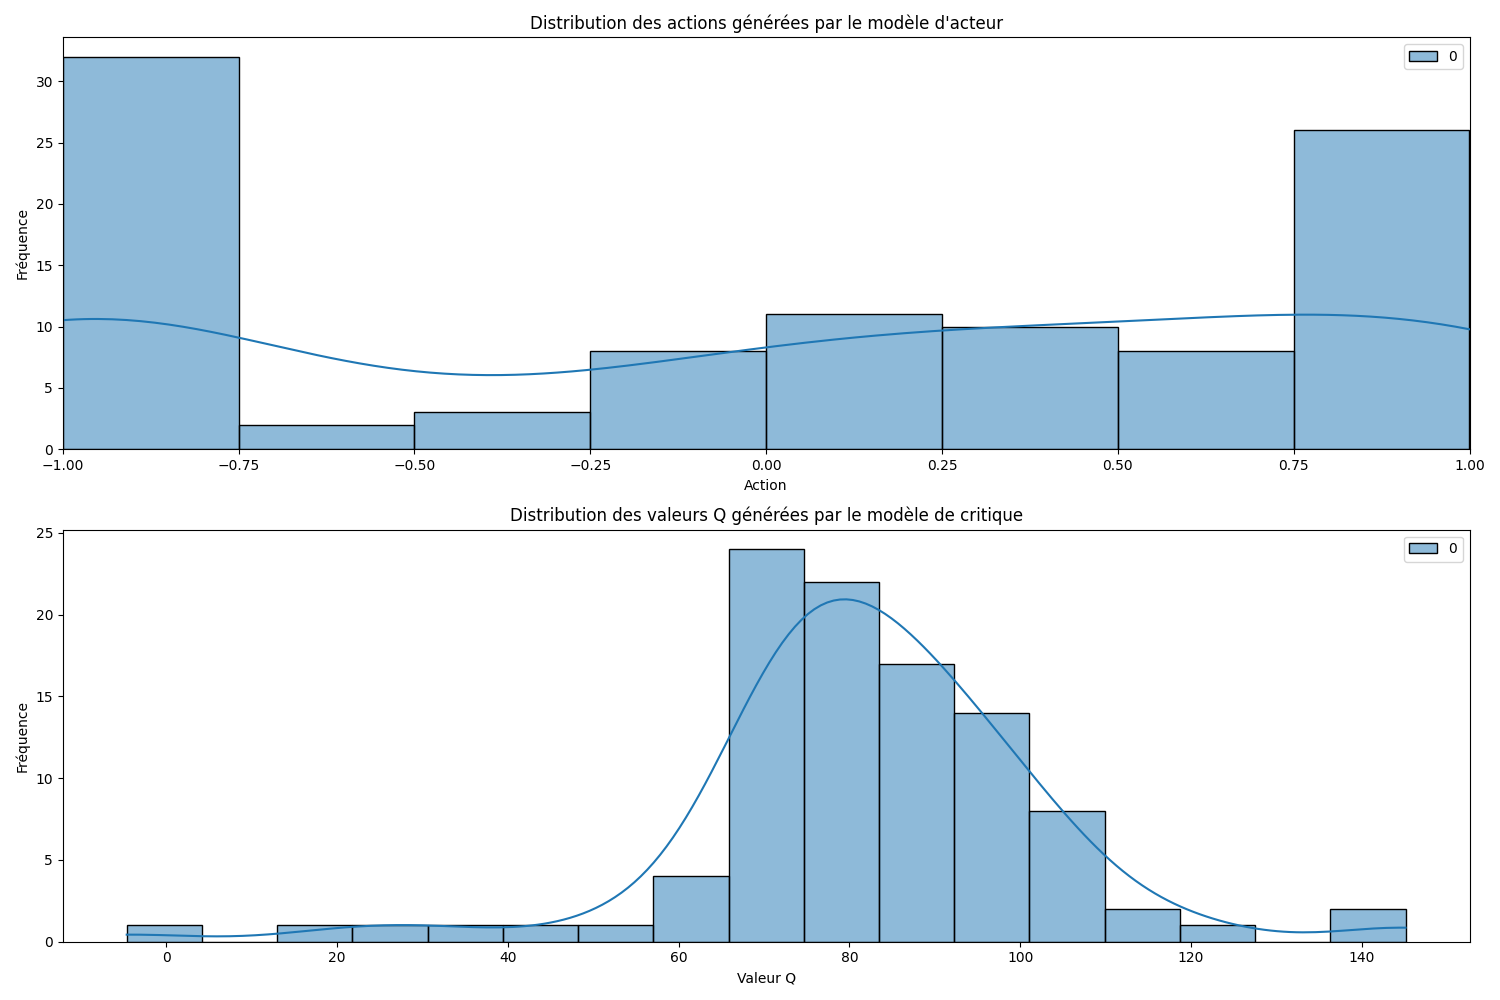 Distribution des actions générées par le modèle d'acteur
0
30
25
20
15
10
5
0
Fréquence
−1.00 −0.75 −0.50 −0.25 0.00 0.25 0.50 0.75 1.00
Action
Distribution des valeurs Q générées par le modèle de critique
0
25
20
15
10
5
0
Fréquence
0 20 40 60 80 100 120 140
Valeur Q